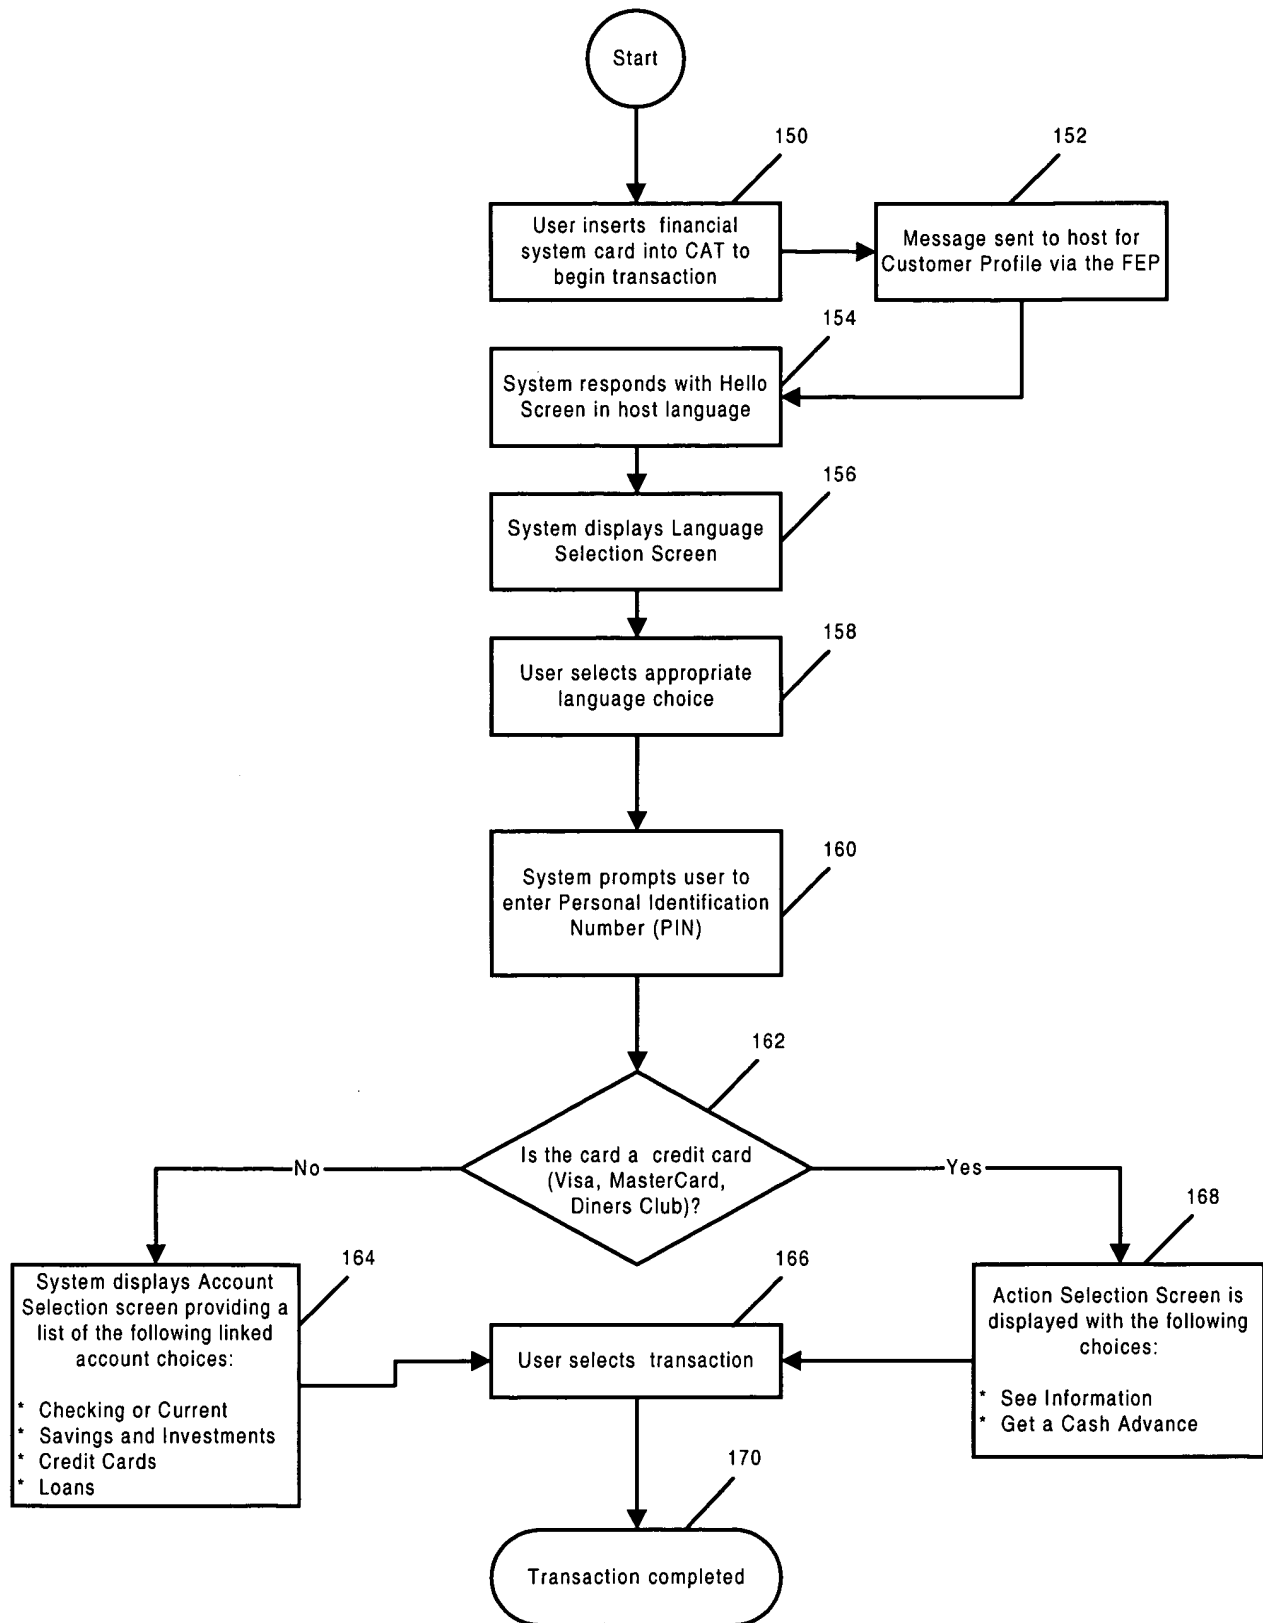 Start
150
User inserts financial
system card into CAT to
begin transaction
152
Message sent to host for
Customer Profile via the FEP
154
System responds with Hello
Screen in host language
156
System displays Language
Selection Screen
158
User selects appropriate
language choice
160
System prompts user to
enter Personal Identification
Number (PIN)
162
Is the card a credit card
(Visa, MasterCard,
Diners Club)?
No
Yes
164
System displays Account
Selection screen providing a
list of the following linked
account choices:
* Checking or Current
* Savings and Investments
* Credit Cards
* Loans
166
User selects transaction
168
Action Selection Screen is
displayed with the following
choices:
* See Information
* Get a Cash Advance
170
Transaction completed